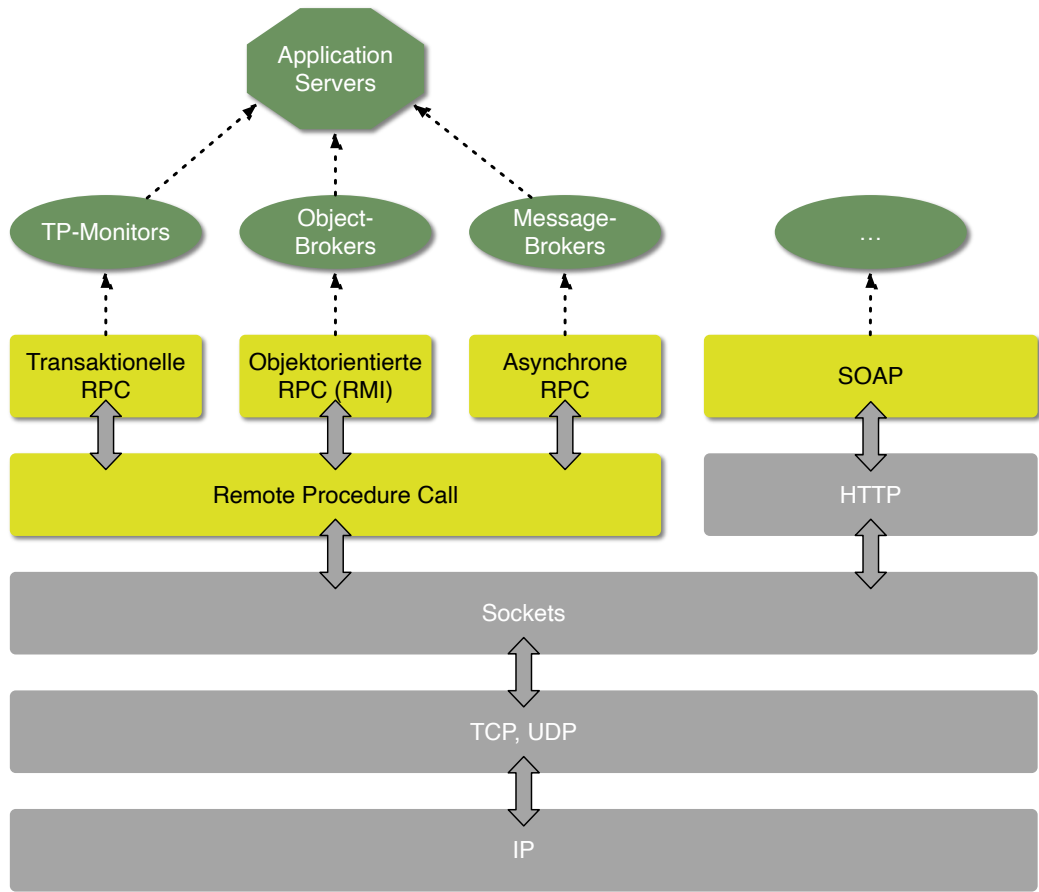 Application
Servers
TP-Monitors
Object-
Brokers
Message-
Brokers
…
Transaktionelle
RPC
Objektorientierte
RPC (RMI)
Asynchrone
RPC
SOAP
Remote Procedure Call
HTTP
Sockets
TCP, UDP
IP